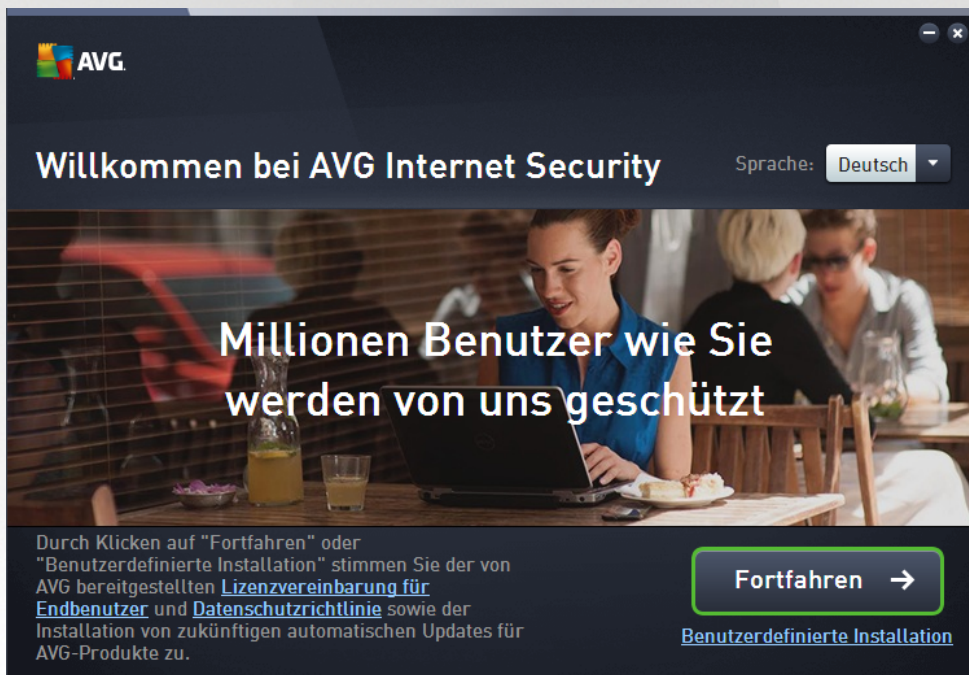 AVG.
Willkommen bei AVG Internet Security
Sprache: Deutsch
Millionen Benutzer wie Sie
werden von uns geschützt
Durch Klicken auf "Fortfahren" oder
"Benutzerdefinierte Installation" stimmen Sie der von
AVG bereitgestellten Lizenzvereinbarung für
Endbenutzer und Datenschutzrichtlinie sowie der
Installation von zukünftigen automatischen Updates für
AVG-Produkte zu.
Fortfahren →
Benutzerdefinierte Installation